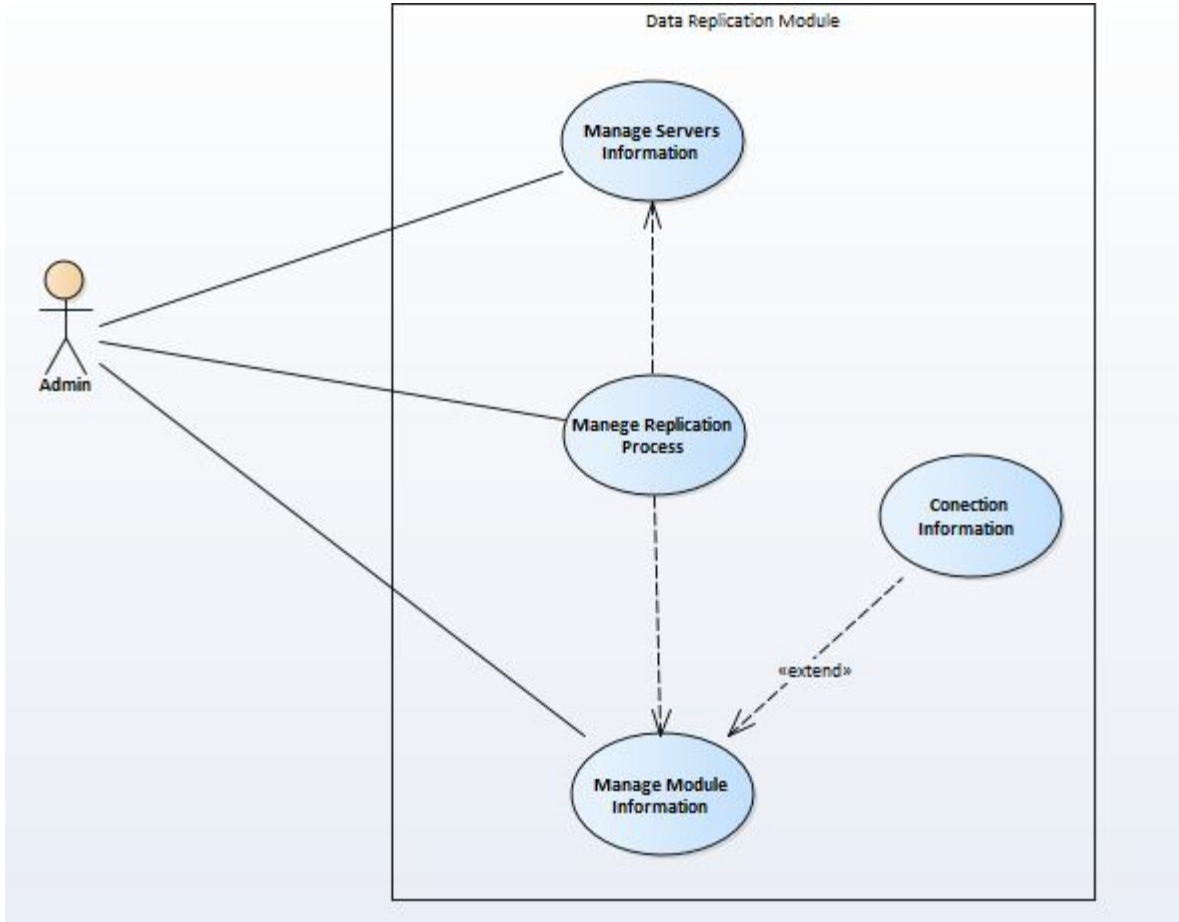 Data Replication Module
Manage Servers
Information
Admin
Manege Replication
Process
Conection
Information
«extend»
Manage Module
Information